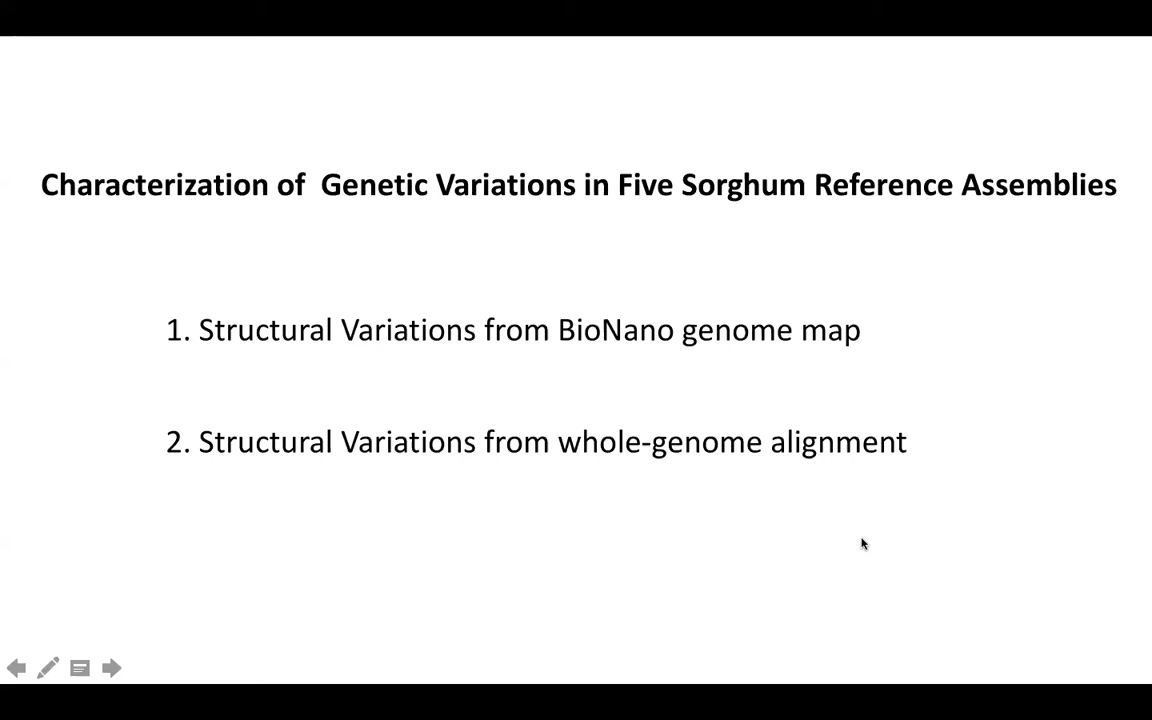 Characterization of  Genetic Variations in Five Sorghum Reference Assemblies
1. Structural Variations from BioNano genome map
2. Structural Variations from whole-genome alignment